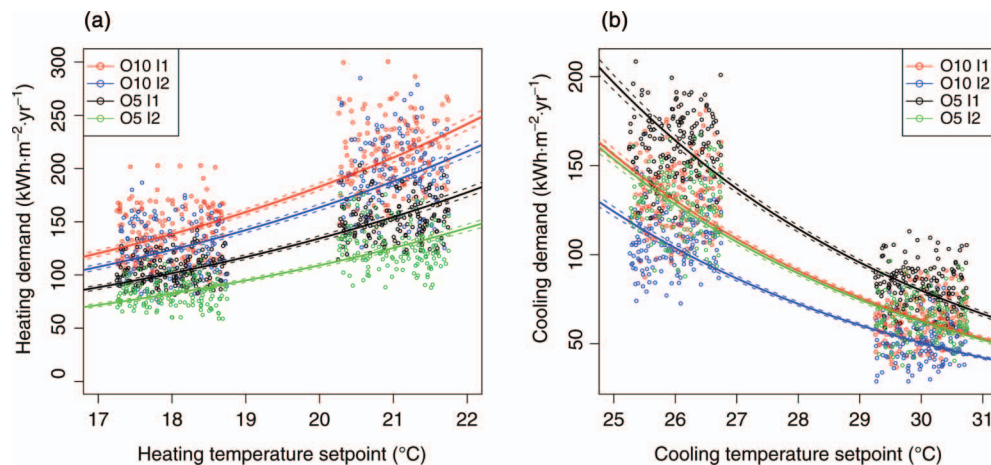 (a)
O10 I1
O10 I2
O5 I1
O5 I2
300
250
200
150
100
50
0
Heating demand (kWh·m⁻²·yr⁻¹)
17 18 19 20 21 22
Heating temperature setpoint (°C)
(b)
O10 I1
O10 I2
O5 I1
O5 I2
200
150
100
50
Cooling demand (kWh·m⁻²·yr⁻¹)
25 26 27 28 29 30 31
Cooling temperature setpoint (°C)